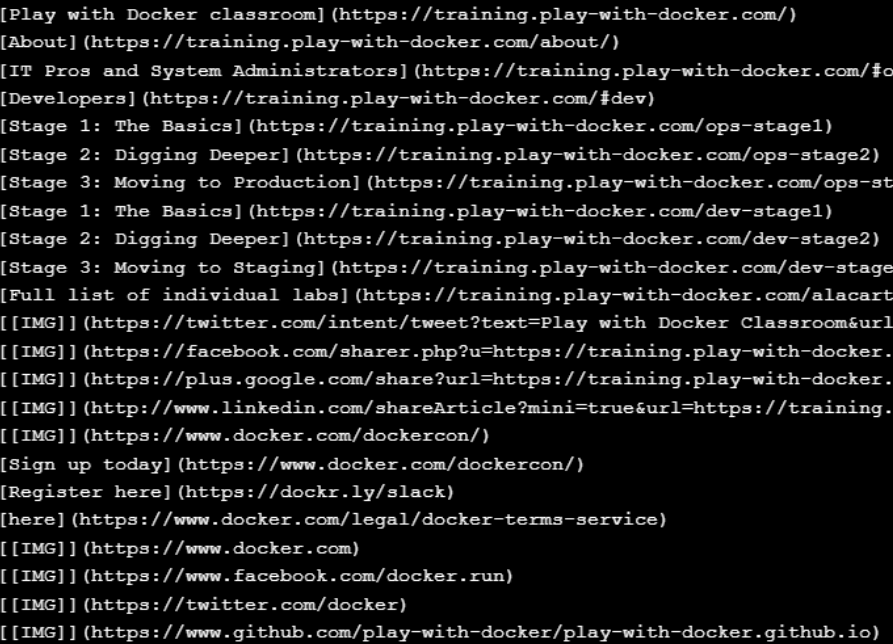 [Play with Docker classroom](https://training.play-with-docker.com/)
[About](https://training.play-with-docker.com/about/)
[IT Pros and System Administrators](https://training.play-with-docker.com/#o
[Developers](https://training.play-with-docker.com/#dev)
[Stage 1: The Basics](https://training.play-with-docker.com/ops-stage1)
[Stage 2: Digging Deeper](https://training.play-with-docker.com/ops-stage2)
[Stage 3: Moving to Production](https://training.play-with-docker.com/ops-st
[Stage 1: The Basics](https://training.play-with-docker.com/dev-stage1)
[Stage 2: Digging Deeper](https://training.play-with-docker.com/dev-stage2)
[Stage 3: Moving to Staging](https://training.play-with-docker.com/dev-stage
[Full list of individual labs](https://training.play-with-docker.com/alacart
[[IMG]](https://twitter.com/intent/tweet?text=Play with Docker Classroom&url
[[IMG]](https://facebook.com/sharer.php?u=https://training.play-with-docker.
[[IMG]](https://plus.google.com/share?url=https://training.play-with-docker.
[[IMG]](http://www.linkedin.com/shareArticle?mini=true&url=https://training.
[[IMG]](https://www.docker.com/dockercon/)
[Sign up today](https://www.docker.com/dockercon/)
[Register here](https://dockr.ly/slack)
[here](https://www.docker.com/legal/docker-terms-service)
[[IMG]](https://www.docker.com)
[[IMG]](https://www.facebook.com/docker.run)
[[IMG]](https://twitter.com/docker)
[[IMG]](https://www.github.com/play-with-docker/play-with-docker.github.io)